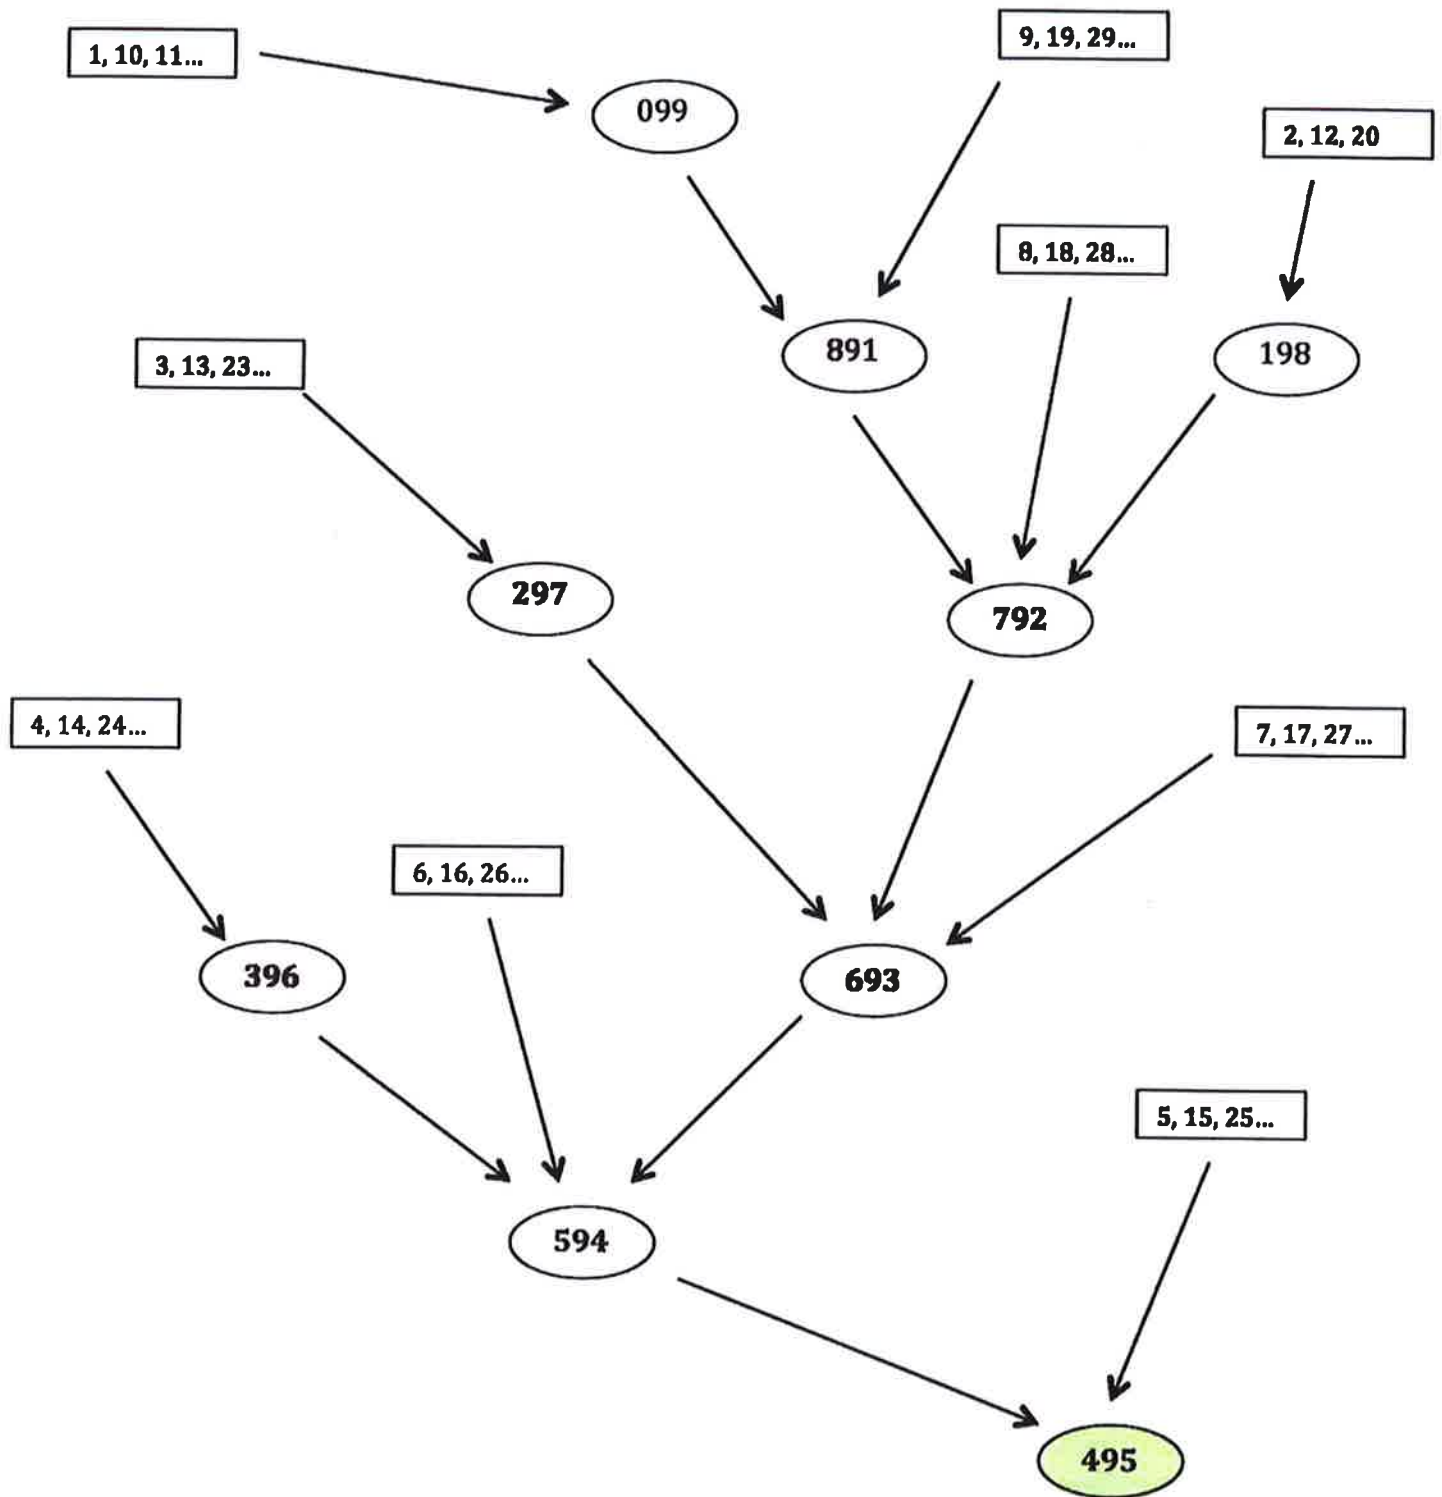 1, 10, 11...
9, 19, 29...
099
2, 12, 20
8, 18, 28...
891
198
3, 13, 23...
297
792
4, 14, 24...
7, 17, 27...
6, 16, 26...
396
693
5, 15, 25...
594
495